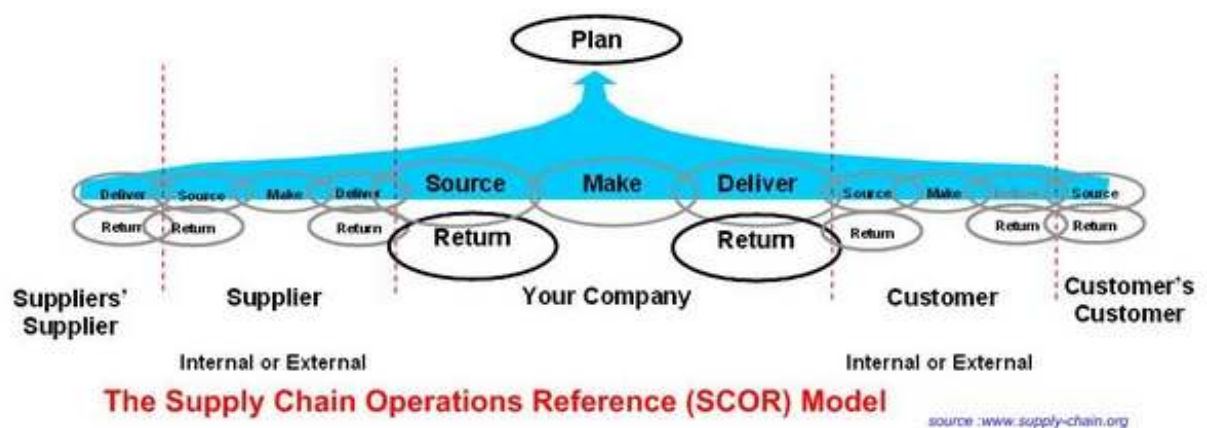 Plan
Deliver Source Make Deliver Source Make Deliver Source Make Source
Return Return Return Return Return Return Return Return
Suppliers' Supplier Your Company Customer Customer's
Supplier Customer
Internal or External Internal or External
The Supply Chain Operations Reference (SCOR) Model
source :www.supply-chain.org